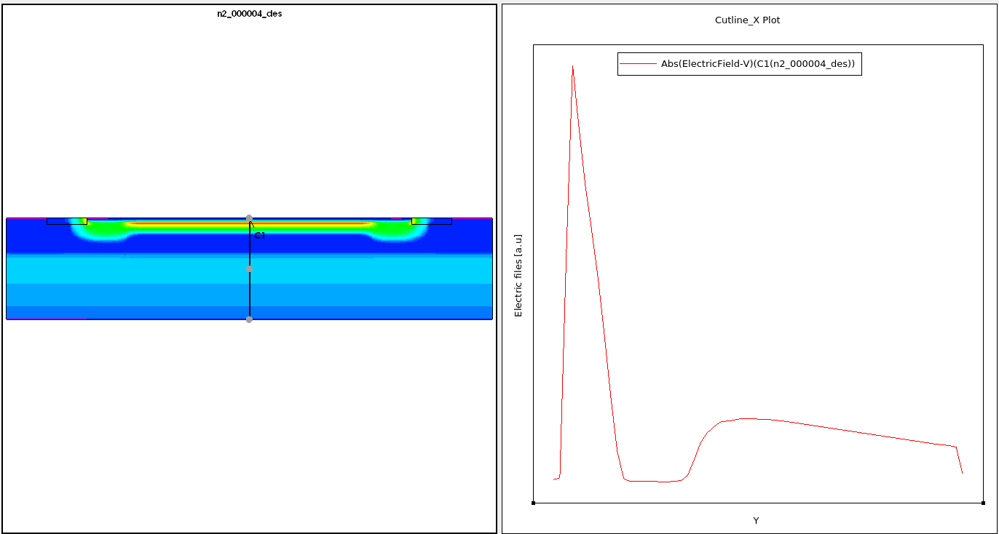 n2_000004_des
C1
Cutline_X Plot
Abs(ElectricField-V)(C1(n2_000004_des))
Electric files [a.u]
Y